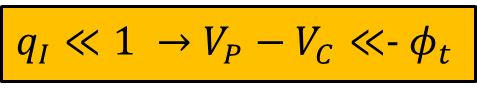 q_I ≪ 1 → V_P − V_C ≪- ϕ_t